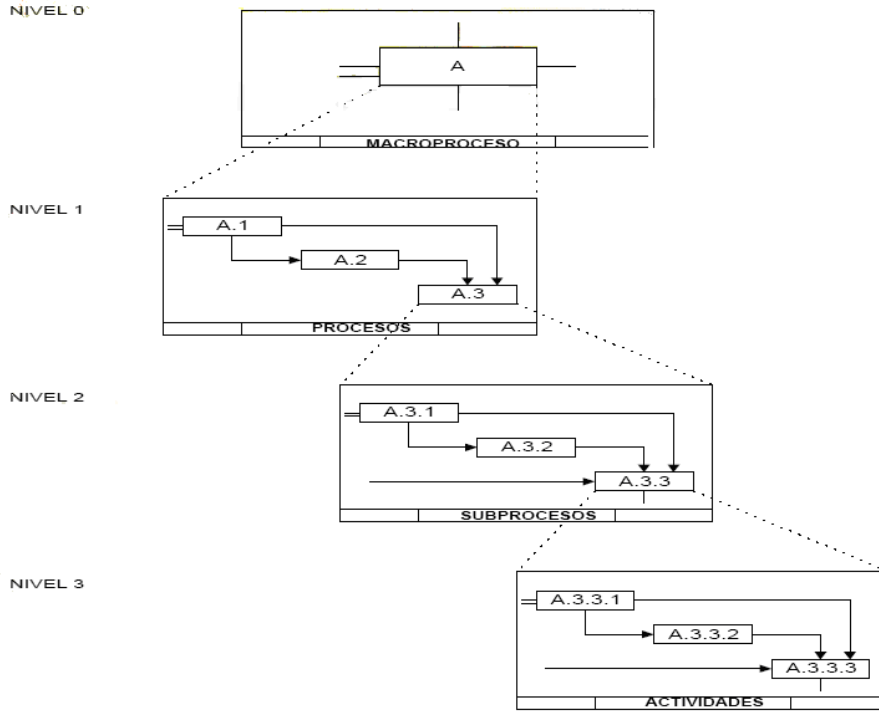 NIVEL 0
A
MACROPROCESO
NIVEL 1
A.1
A.2
A.3
PROCESOS
NIVEL 2
A.3.1
A.3.2
A.3.3
SUBPROCESOS
NIVEL 3
A.3.3.1
A.3.3.2
A.3.3.3
ACTIVIDADES